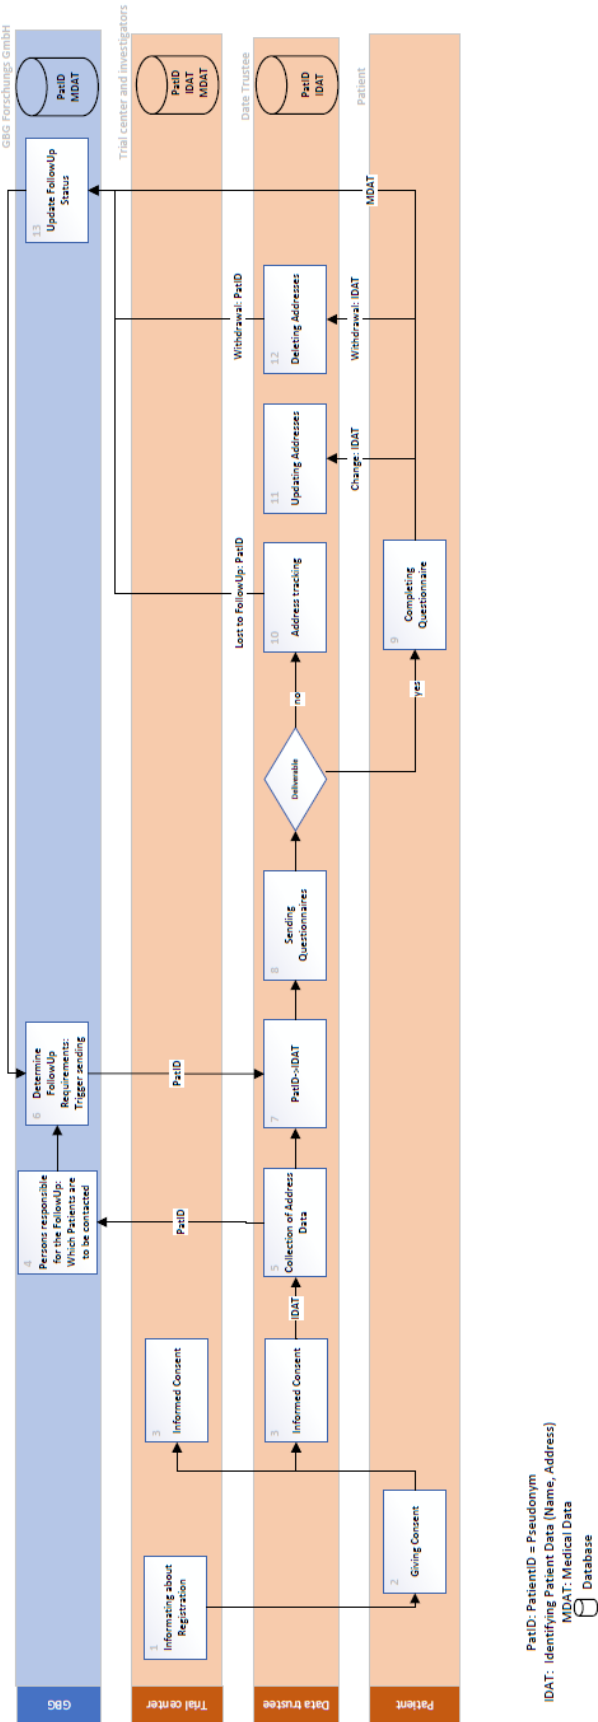 GBG Forschungs GmbH
PatID
MDAT
Trial center and investigators
PatID
IDAT
MDAT
Date Trustee
PatID
IDAT
Patient
GBG
Trial center
Data trustee
Patient
1
Informating about
Registration
2
Giving Consent
3
Informed Consent
3
Informed Consent
IDAT
4
Persons responsible
for the FollowUp:
Which Patients are
to be contacted
PatID
5
Collection of Address
Data
6
Determine
FollowUp
Requirements:
Trigger sending
PatID
7
PatID->IDAT
8
Sending
Questionnaires
Deliverable
no
yes
9
Completing
Questionnaire
10
Address tracking
Lost to FollowUp: PatID
11
Updating Addresses
Change: IDAT
12
Deleting Addresses
Withdrawal: PatID
Withdrawal: IDAT
MDAT
13
Update FollowUp
Status
PatID: PatientID = Pseudonym
IDAT: Identifying Patient Data (Name, Address)
MDAT: Medical Data
Database